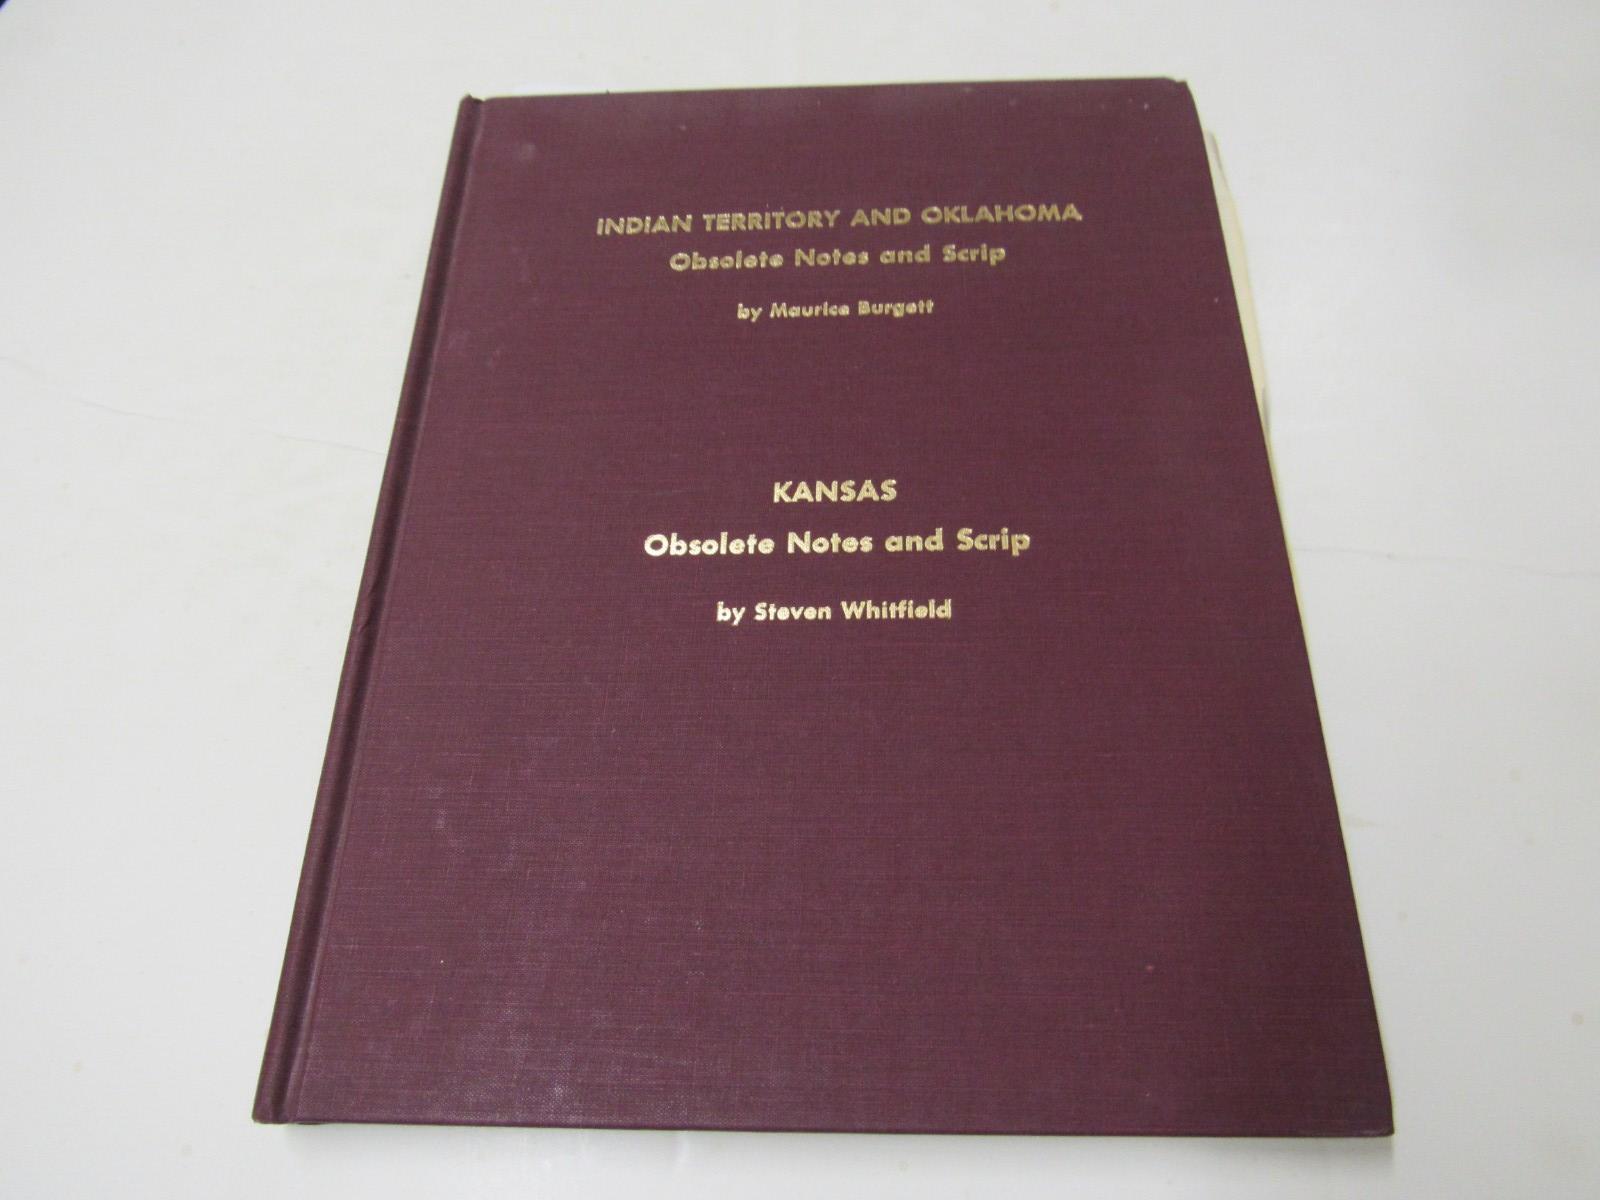 INDIAN TERRITORY AND OKLAHOMA
Obsolete Notes and Scrip
by Maurice Burgett
KANSAS
Obsolete Notes and Scrip
by Steven Whitfield